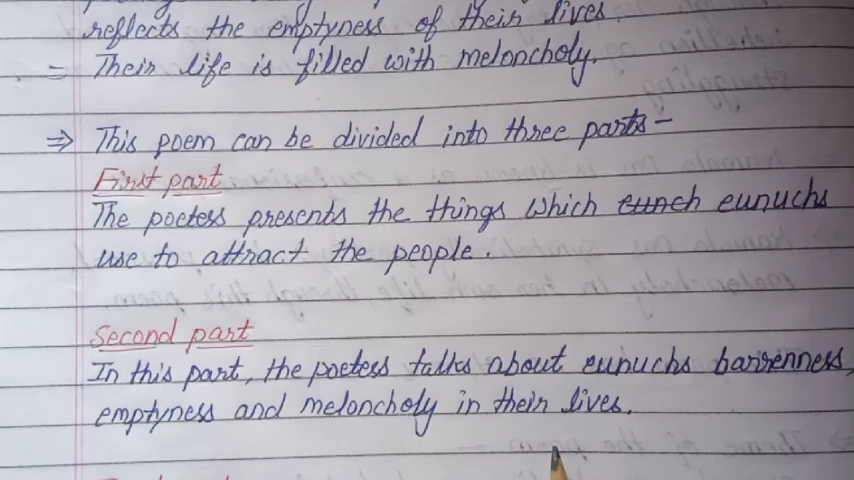 reflects the emptyness of their lives.
= Their life is filled with meloncholy.
⇒ This poem can be divided into three parts -
First part
The poetess presents the things which eunch eunuchs
use to attract the people.
Second part
In this part, the poetess talks about eunuchs barrenness,
emptyness and meloncholy in their lives.